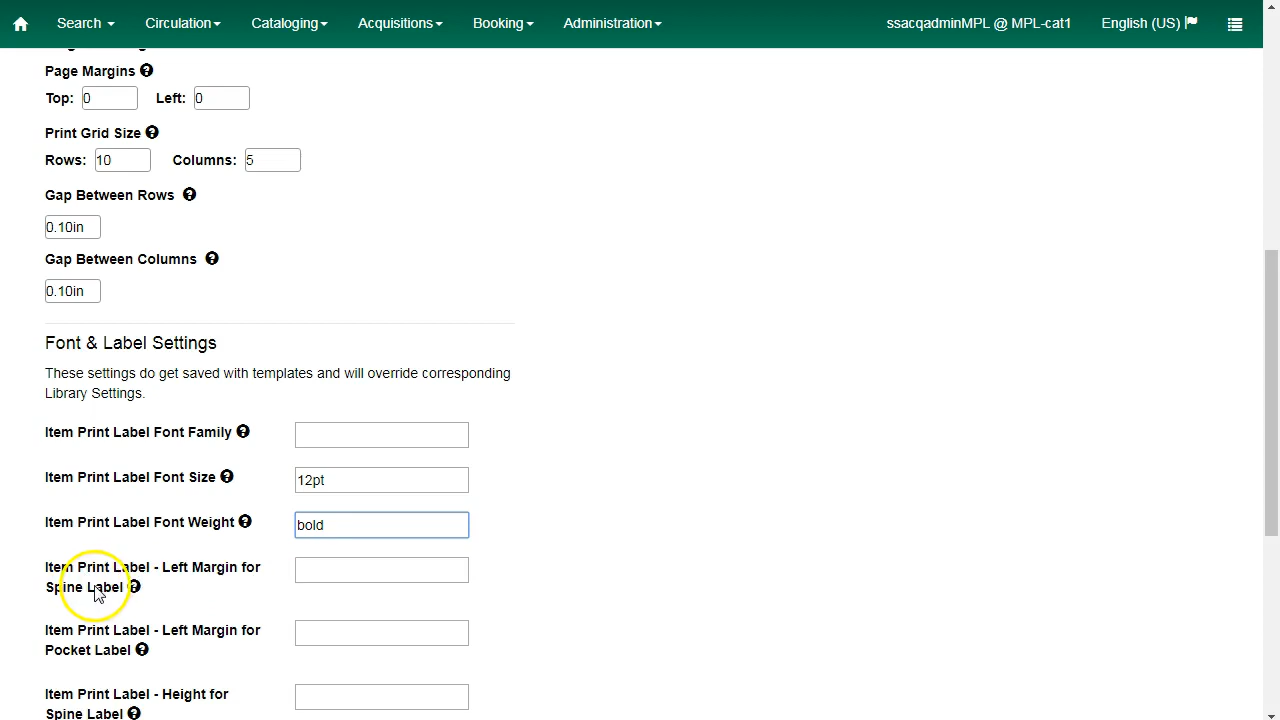 Search Circulation Cataloging Acquisitions Booking Administration ssacqadminMPL @ MPL-cat1 English (US)
Page Margins
Top: 0 Left: 0
Print Grid Size
Rows: 10 Columns: 5
Gap Between Rows
0.10in
Gap Between Columns
0.10in
Font & Label Settings
These settings do get saved with templates and will override corresponding
Library Settings.
Item Print Label Font Family
Item Print Label Font Size 12pt
Item Print Label Font Weight bold
Item Print Label - Left Margin for
Spine Label
Item Print Label - Left Margin for
Pocket Label
Item Print Label - Height for
Spine Label